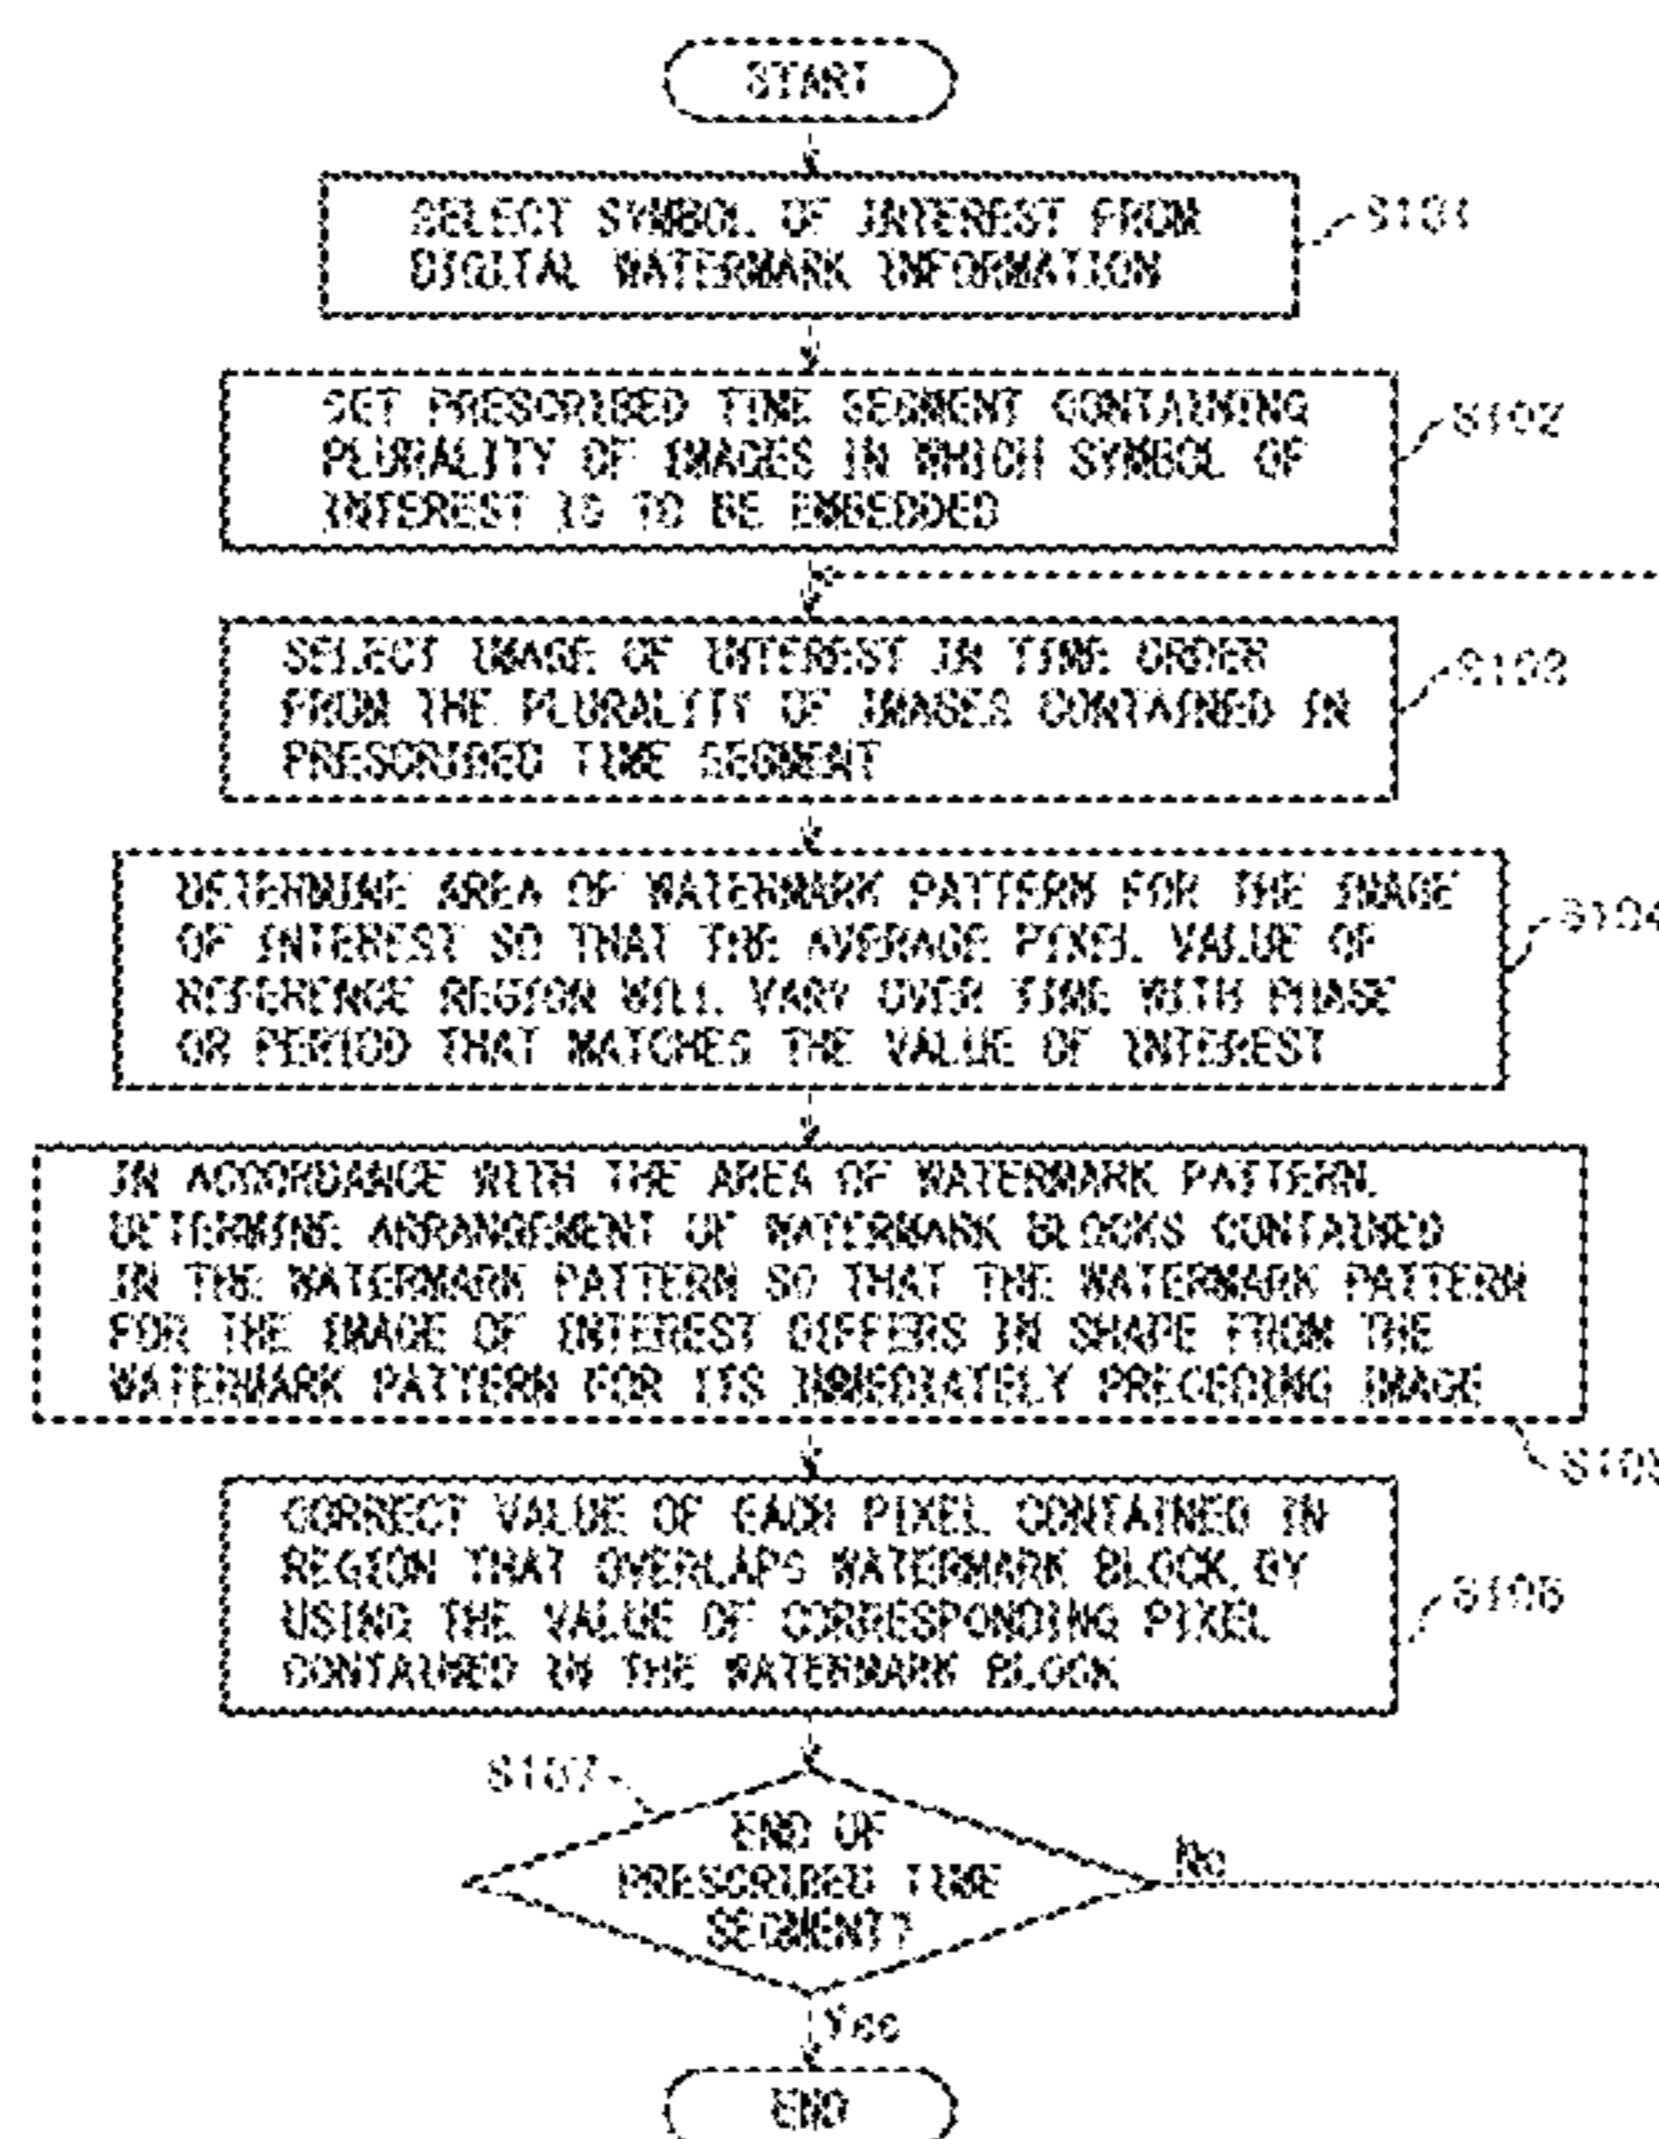 START
SELECT SYMBOL OF INTEREST FROM
DIGITAL WATERMARK INFORMATION
S101
SET PRESCRIBED TIME SEGMENT CONTAINING
PLURALITY OF IMAGES IN WHICH SYMBOL OF
INTEREST IS TO BE EMBEDDED
S102
SELECT IMAGE OF INTEREST IN TIME ORDER
FROM THE PLURALITY OF IMAGES CONTAINED IN
PRESCRIBED TIME SEGMENT
S103
DETERMINE AREA OF WATERMARK PATTERN FOR THE IMAGE
OF INTEREST SO THAT THE AVERAGE PIXEL VALUE OF
REFERENCE REGION WILL VARY OVER TIME WITH PHASE
OR PERIOD THAT MATCHES THE VALUE OF INTEREST
S104
IN ACCORDANCE WITH THE AREA OF WATERMARK PATTERN,
DETERMINE ARRANGEMENT OF WATERMARK BLOCKS CONTAINED
IN THE WATERMARK PATTERN SO THAT THE WATERMARK PATTERN
FOR THE IMAGE OF INTEREST DIFFERS IN SHAPE FROM THE
WATERMARK PATTERN FOR ITS IMMEDIATELY PRECEDING IMAGE
S105
CORRECT VALUE OF EACH PIXEL CONTAINED IN
REGION THAT OVERLAPS WATERMARK BLOCK, BY
USING THE VALUE OF CORRESPONDING PIXEL
CONTAINED IN THE WATERMARK BLOCK
S106
S107
END OF
PRESCRIBED TIME
SEGMENT?
No
Yes
END